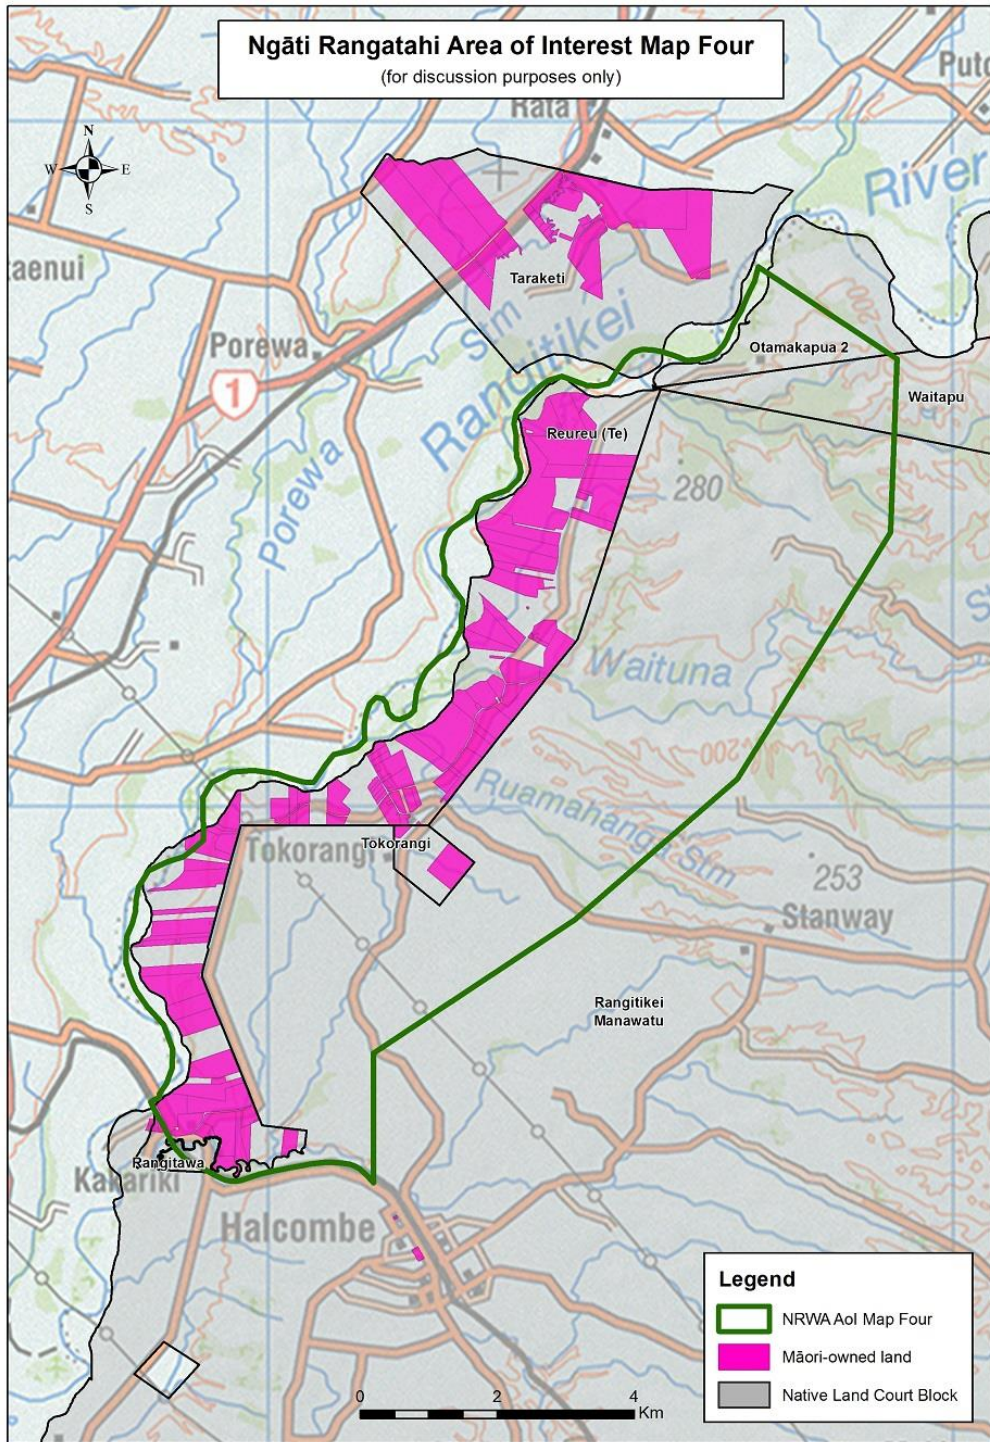 Ngāti Rangatahi Area of Interest Map Four
(for discussion purposes only)
Rata
N
W
E
S
River
Taraketi
Stm
Rangitikei
Porewa
1
Otamakapua 2
Waitapu
Reureu (Te)
280
Porewa
Waituna
200
Ruamahanga Stm
Tokorangi
Tokorangi
253
Stanway
Rangitikei
Manawatu
Rangitawa
Kakariki
Halcombe
Legend
NRWA AoI Map Four
Māori-owned land
Native Land Court Block
0
2
4
Km